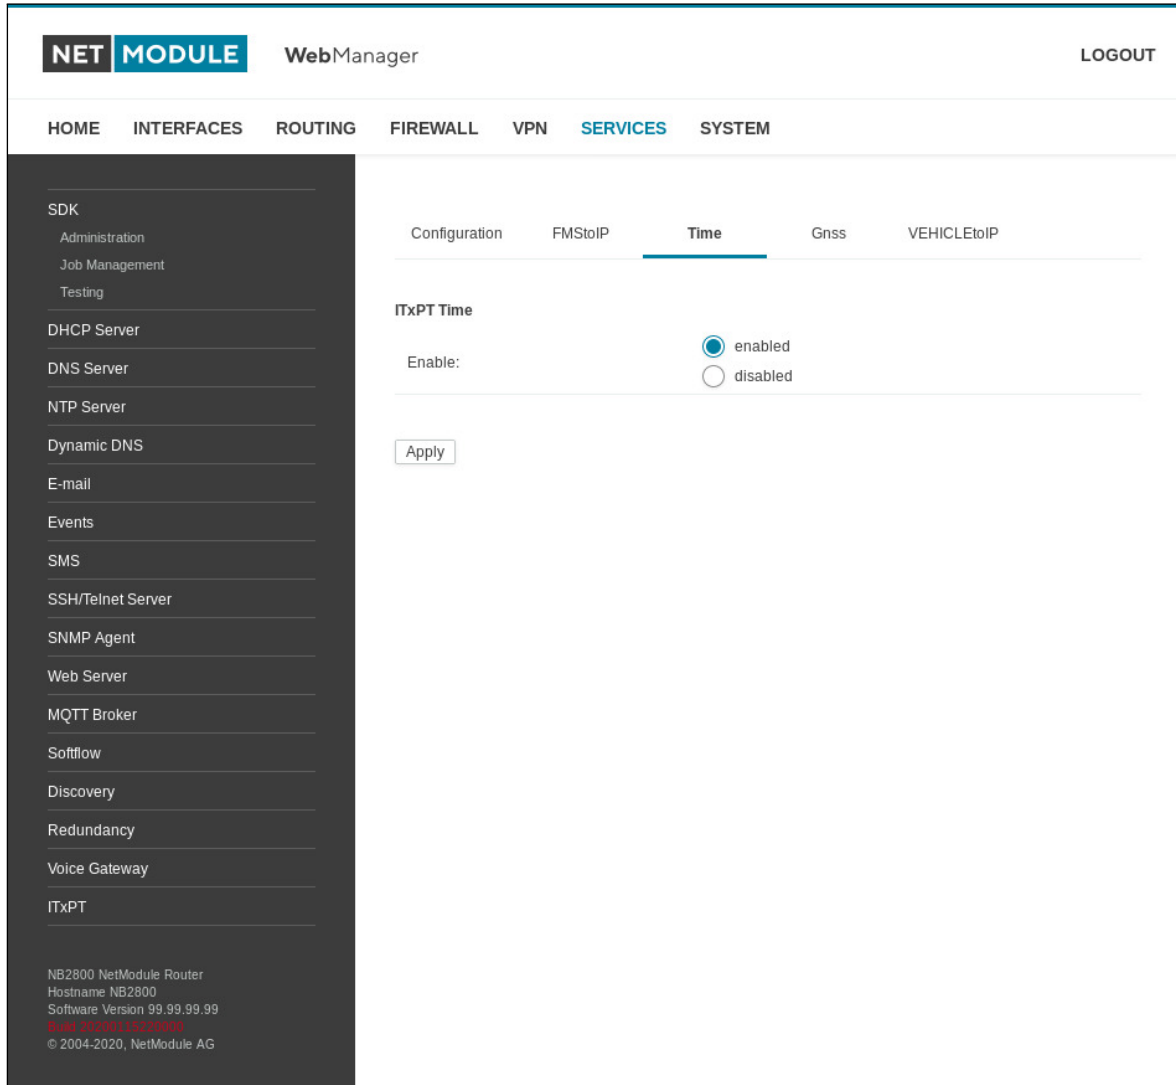 NET MODULE WebManager LOGOUT
HOME INTERFACES ROUTING FIREWALL VPN SERVICES SYSTEM
SDK
Administration
Job Management
Testing
DHCP Server
DNS Server
NTP Server
Dynamic DNS
E-mail
Events
SMS
SSH/Telnet Server
SNMP Agent
Web Server
MQTT Broker
Softflow
Discovery
Redundancy
Voice Gateway
ITxPT
NB2800 NetModule Router
Hostname NB2800
Software Version 99.99.99.99
Build
© 2004-2020, NetModule AG
Configuration FMStoIP Time Gnss VEHICLEtoIP
ITxPT Time
Enable:
enabled
disabled
Apply